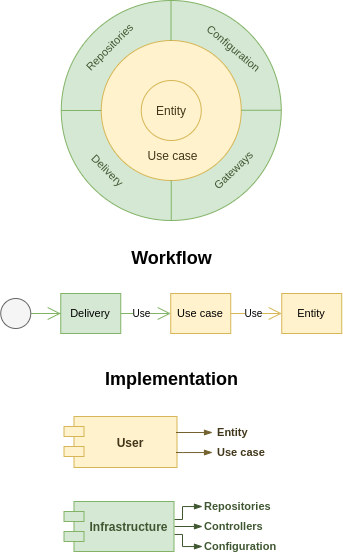 Repositories
Configuration
Entity
Use case
Delivery
Gateways
Workflow
Delivery
Use
Use case
Use
Entity
Implementation
User
Entity
Use case
Infrastructure
Repositories
Controllers
Configuration